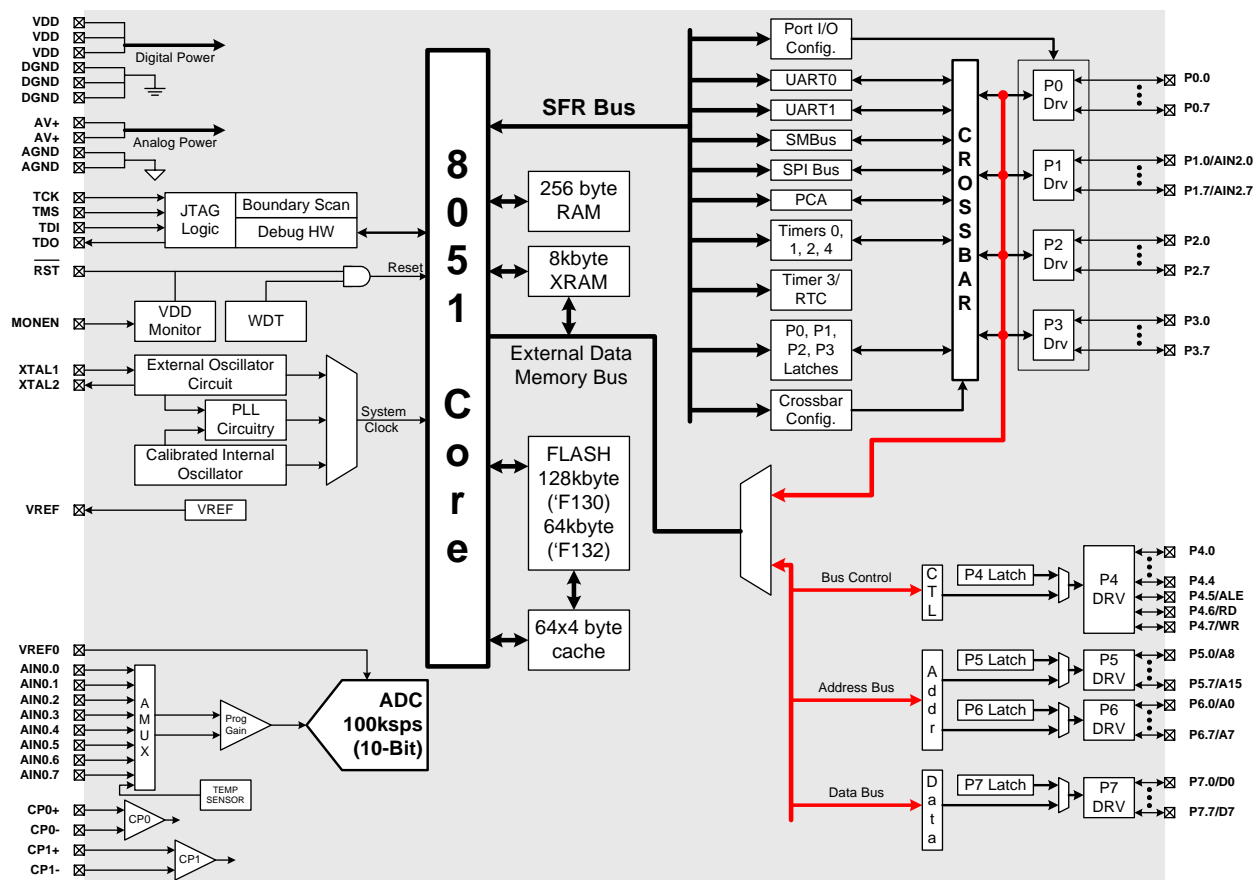 VDD
VDD
VDD
DGND
DGND
DGND
Digital Power
AV+
AV+
AGND
AGND
Analog Power
TCK
TMS
TDI
TDO
JTAG
Logic
Boundary Scan
Debug HW
RST
Reset
MONEN
VDD
Monitor
WDT
XTAL1
XTAL2
External Oscillator
Circuit
PLL
Circuitry
Calibrated Internal
Oscillator
System
Clock
VREF
VREF
VREF0
AIN0.0
AIN0.1
AIN0.2
AIN0.3
AIN0.4
AIN0.5
AIN0.6
AIN0.7
AMUX
Prog
Gain
ADC
100ksps
(10-Bit)
TEMP
SENSOR
CP0+
CP0-
CP0
CP1+
CP1-
CP1
8051 Core
SFR Bus
256 byte
RAM
8kbyte
XRAM
External Data
Memory Bus
FLASH
128kbyte
(‘F130)
64kbyte
(‘F132)
64x4 byte
cache
Port I/O
Config.
UART0
UART1
SMBus
SPI Bus
PCA
Timers 0,
1, 2, 4
Timer 3/
RTC
P0, P1,
P2, P3
Latches
Crossbar
Config.
CROSSBAR
P0
Drv
P1
Drv
P2
Drv
P3
Drv
P0.0
P0.7
P1.0/AIN2.0
P1.7/AIN2.7
P2.0
P2.7
P3.0
P3.7
Bus Control
CTL
P4 Latch
P4
DRV
P4.0
P4.4
P4.5/ALE
P4.6/RD
P4.7/WR
Address Bus
Addr
P5 Latch
P5
DRV
P5.0/A8
P5.7/A15
P6 Latch
P6
DRV
P6.0/A0
P6.7/A7
Data Bus
Data
P7 Latch
P7
DRV
P7.0/D0
P7.7/D7